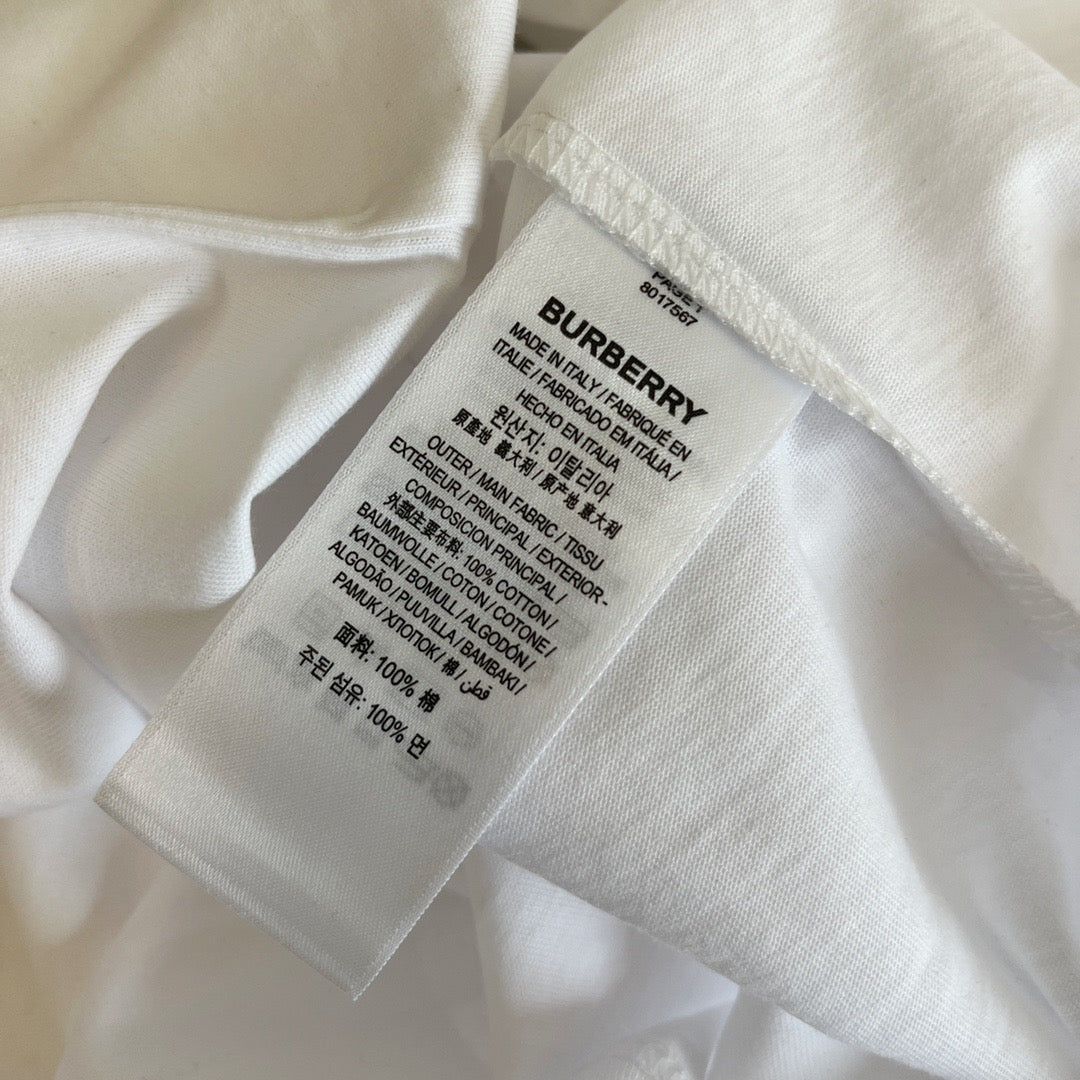 PAGE 1
8017567
BURBERRY
MADE IN ITALY / FABRIQUÉ EN
ITALIE / FABRICADO EM ITÁLIA /
HECHO EN ITALIA
원산지: 이탈리아
原產地 義大利 / 原产地 意大利
OUTER / MAIN FABRIC / TISSU
EXTÉRIEUR / PRINCIPAL / EXTERIOR-
COMPOSICION PRINCIPAL /
外部主要布料: 100% COTTON /
BAUMWOLLE / COTON / COTONE /
KATOEN / BOMULL / ALGODÓN /
ALGODÃO / PUUVILLA / BAMBAKI /
PAMUK / ХЛОПОК / 棉 / قطن
面料: 100% 棉
주된 섬유: 100% 면